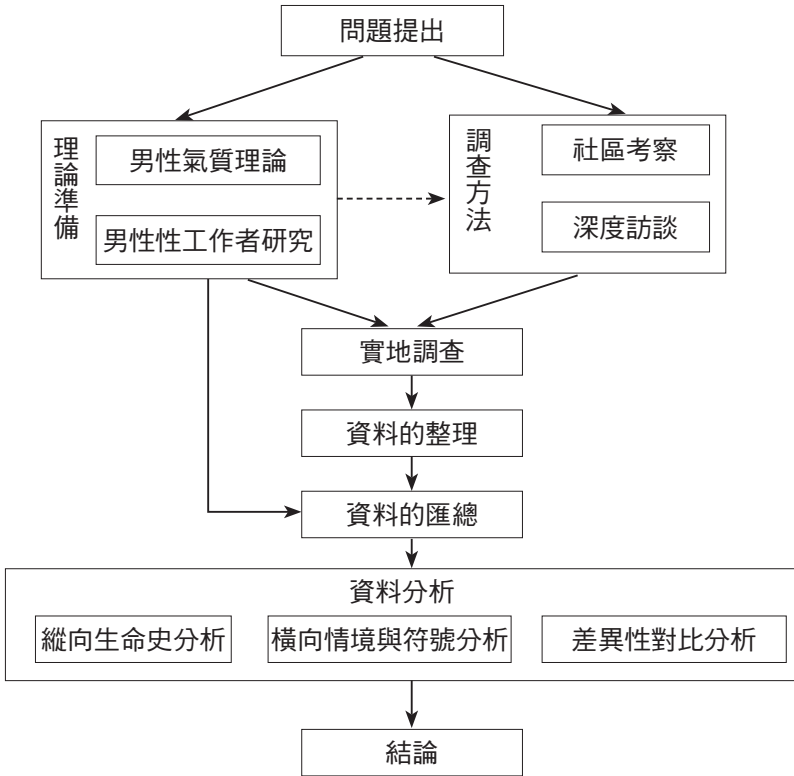 問題提出
理論準備
男性氣質理論
男性性工作者研究
調查方法
社區考察
深度訪談
實地調查
資料的整理
資料的匯總
資料分析
縱向生命史分析
橫向情境與符號分析
差異性對比分析
結論